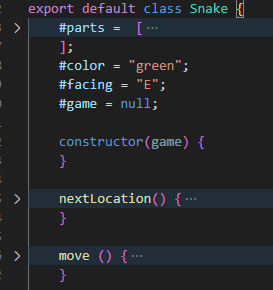 export default class Snake {
#parts = [···
];
#color = "green";
#facing = "E";
#game = null;
constructor(game) {
}
nextLocation() {···
}
move () {···
}